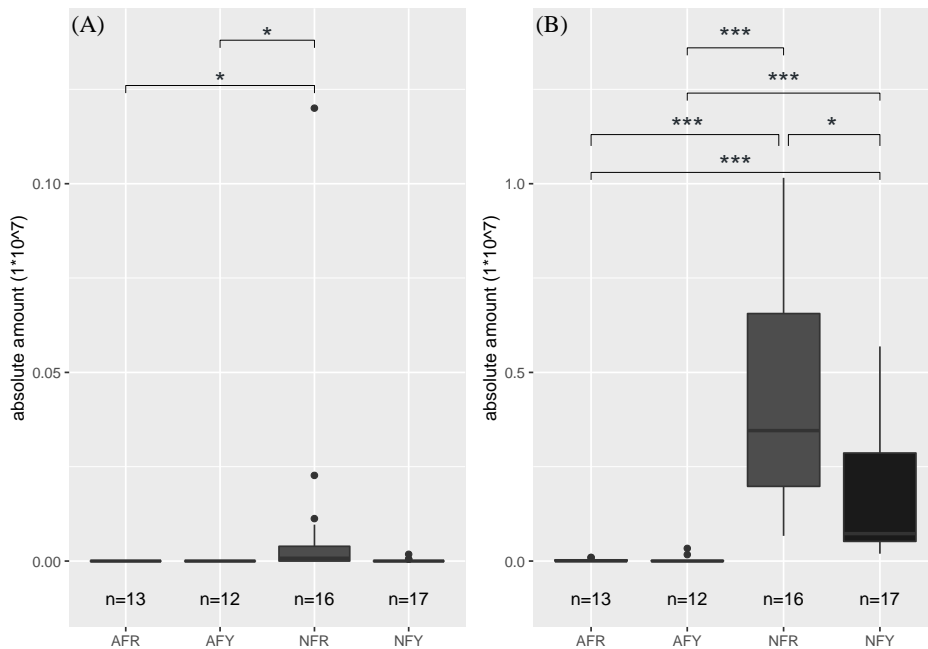 (A)
*
*
0.10
0.05
0.00
absolute amount (1*10^7)
n=13 n=12 n=16 n=17
AFR AFY NFR NFY
(B)
***
***
*** *
***
1.0
0.5
0.0
absolute amount (1*10^7)
n=13 n=12 n=16 n=17
AFR AFY NFR NFY